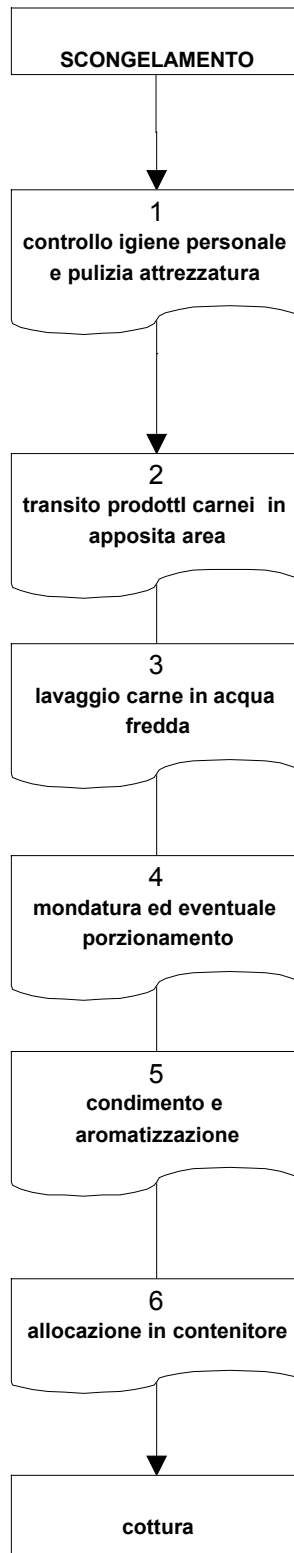 SCONGELAMENTO
1
controllo igiene personale
e pulizia attrezzatura
2
transito prodottI carnei in
apposita area
3
lavaggio carne in acqua
fredda
4
mondatura ed eventuale
porzionamento
5
condimento e
aromatizzazione
6
allocazione in contenitore
cottura